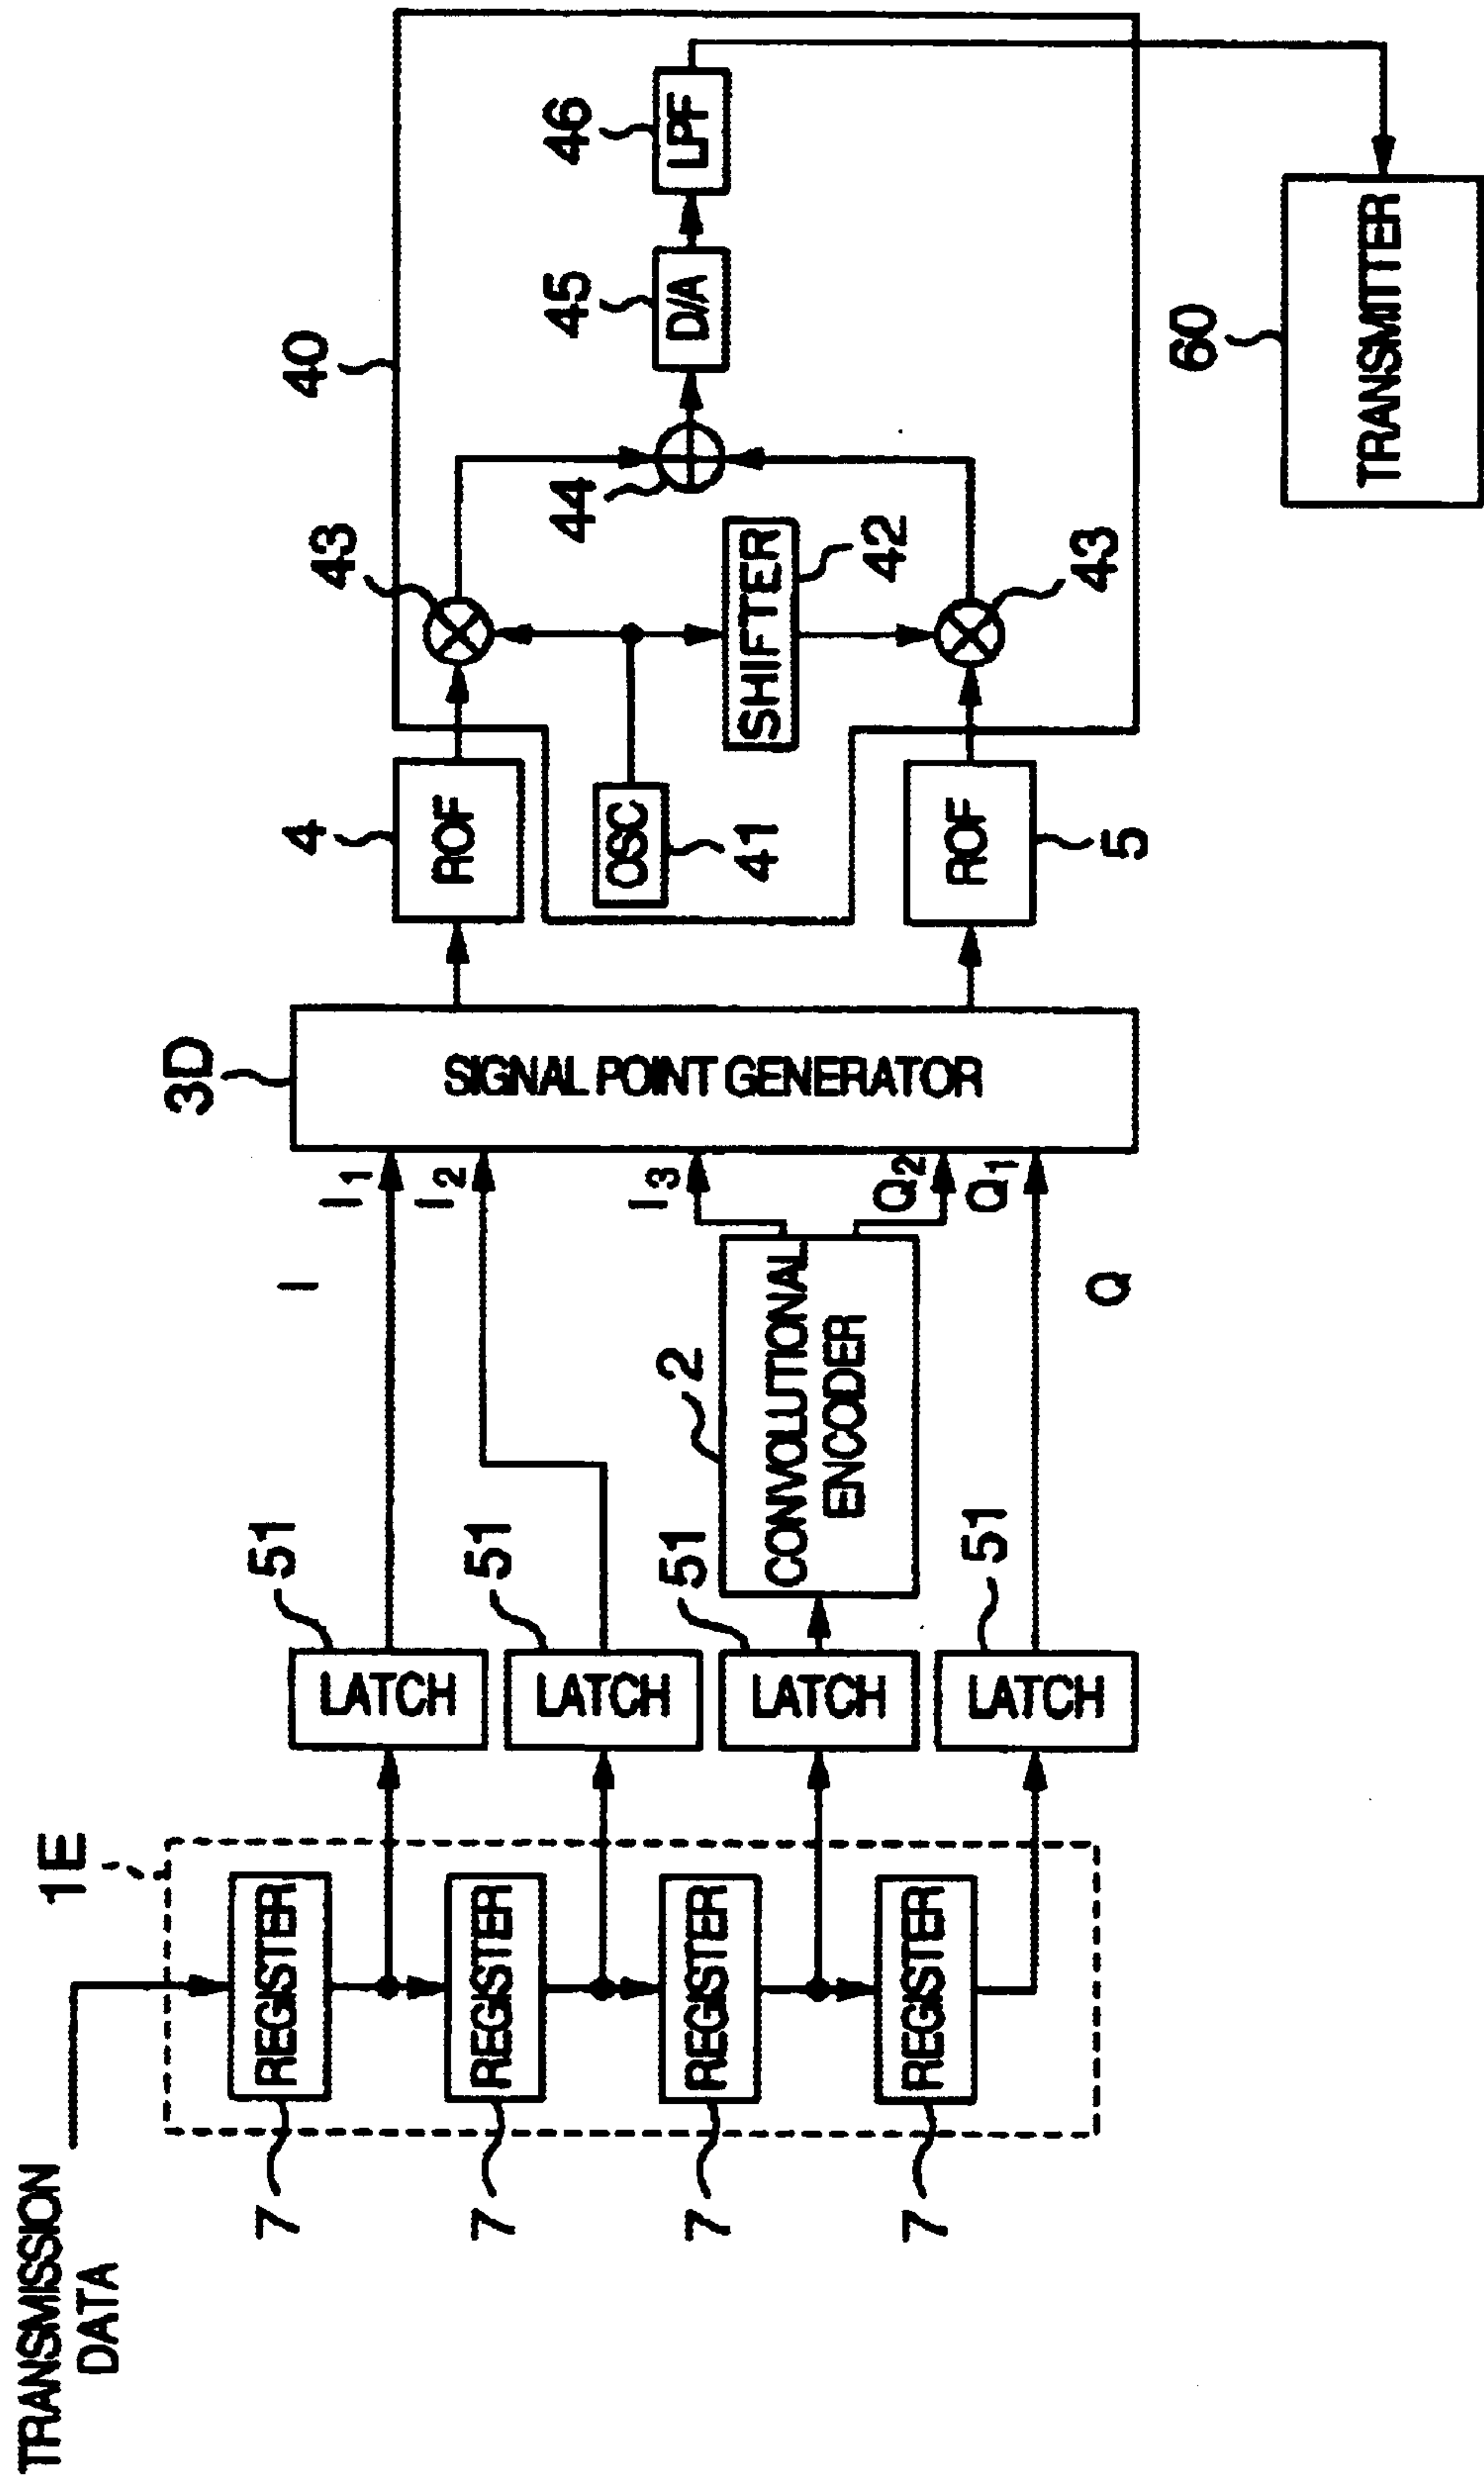 TRANSMISSION
DATA
1E
REGISTER
7
REGISTER
7
REGISTER
7
REGISTER
7
LATCH
51
LATCH
51
LATCH
51
LATCH
51
CONVOLUTIONAL
ENCODER
2
I
Q
I1
I2
I3
Q2
Q1
3D
SIGNAL POINT GENERATOR
4
ROF
ROF
5
OSC
41
40
43
SHIFTER
42
43
44
45
D/A
46
LPF
60
TRANSMITTER